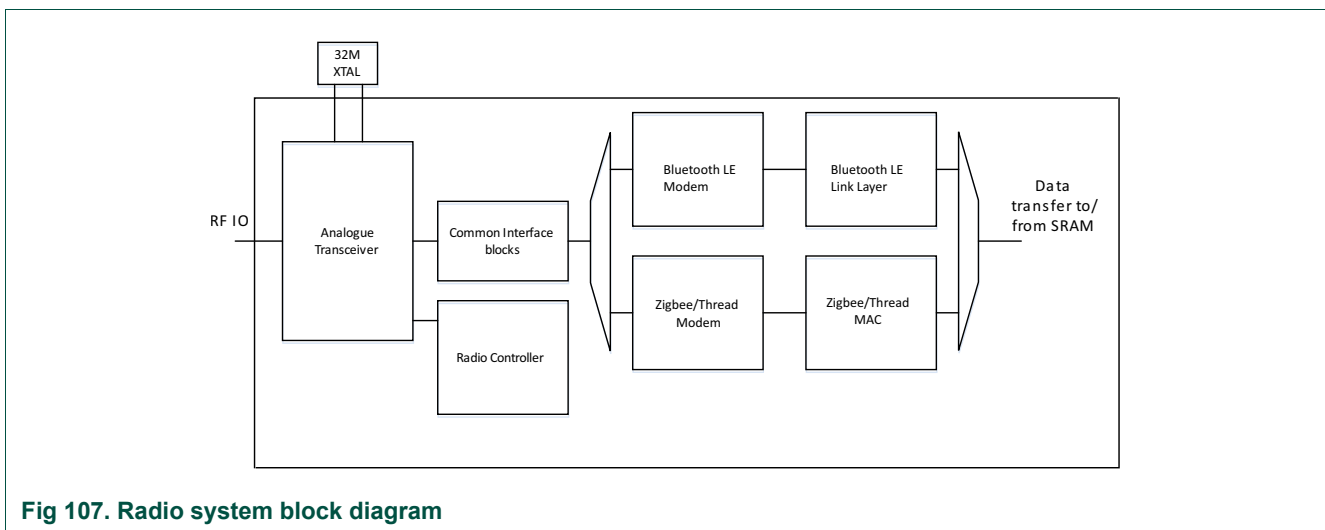 32M
XTAL
RF IO
Analogue
Transceiver
Common Interface
blocks
Radio Controller
Bluetooth LE
Modem
Bluetooth LE
Link Layer
Zigbee/Thread
Modem
Zigbee/Thread
MAC
Data
transfer to/
from SRAM
Fig 107. Radio system block diagram